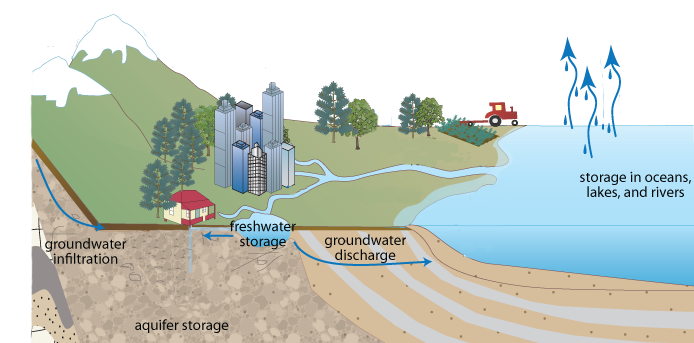 storage in oceans,
lakes, and rivers
freshwater
storage
groundwater
infiltration
groundwater
discharge
aquifer storage